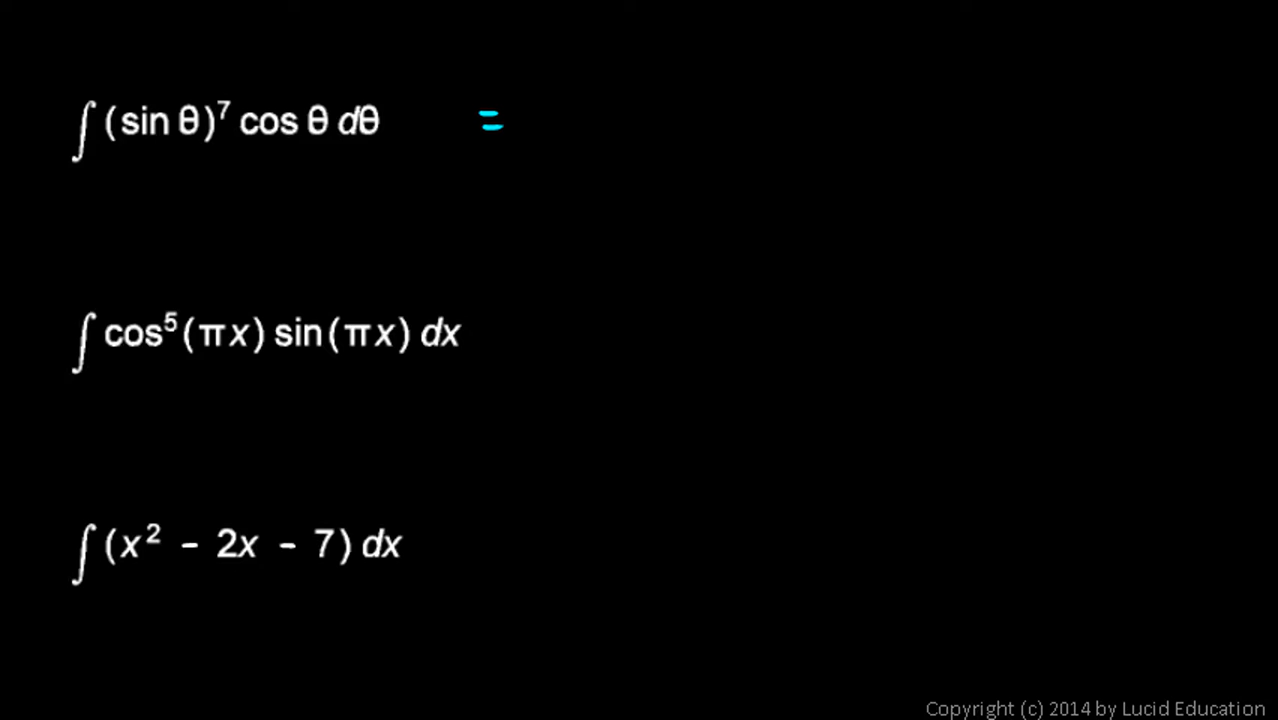 ∫ (sin θ)⁷ cos θ dθ =
∫ cos⁵(πx) sin(πx) dx
∫ (x² - 2x - 7) dx
Copyright (c) 2014 by Lucid Education